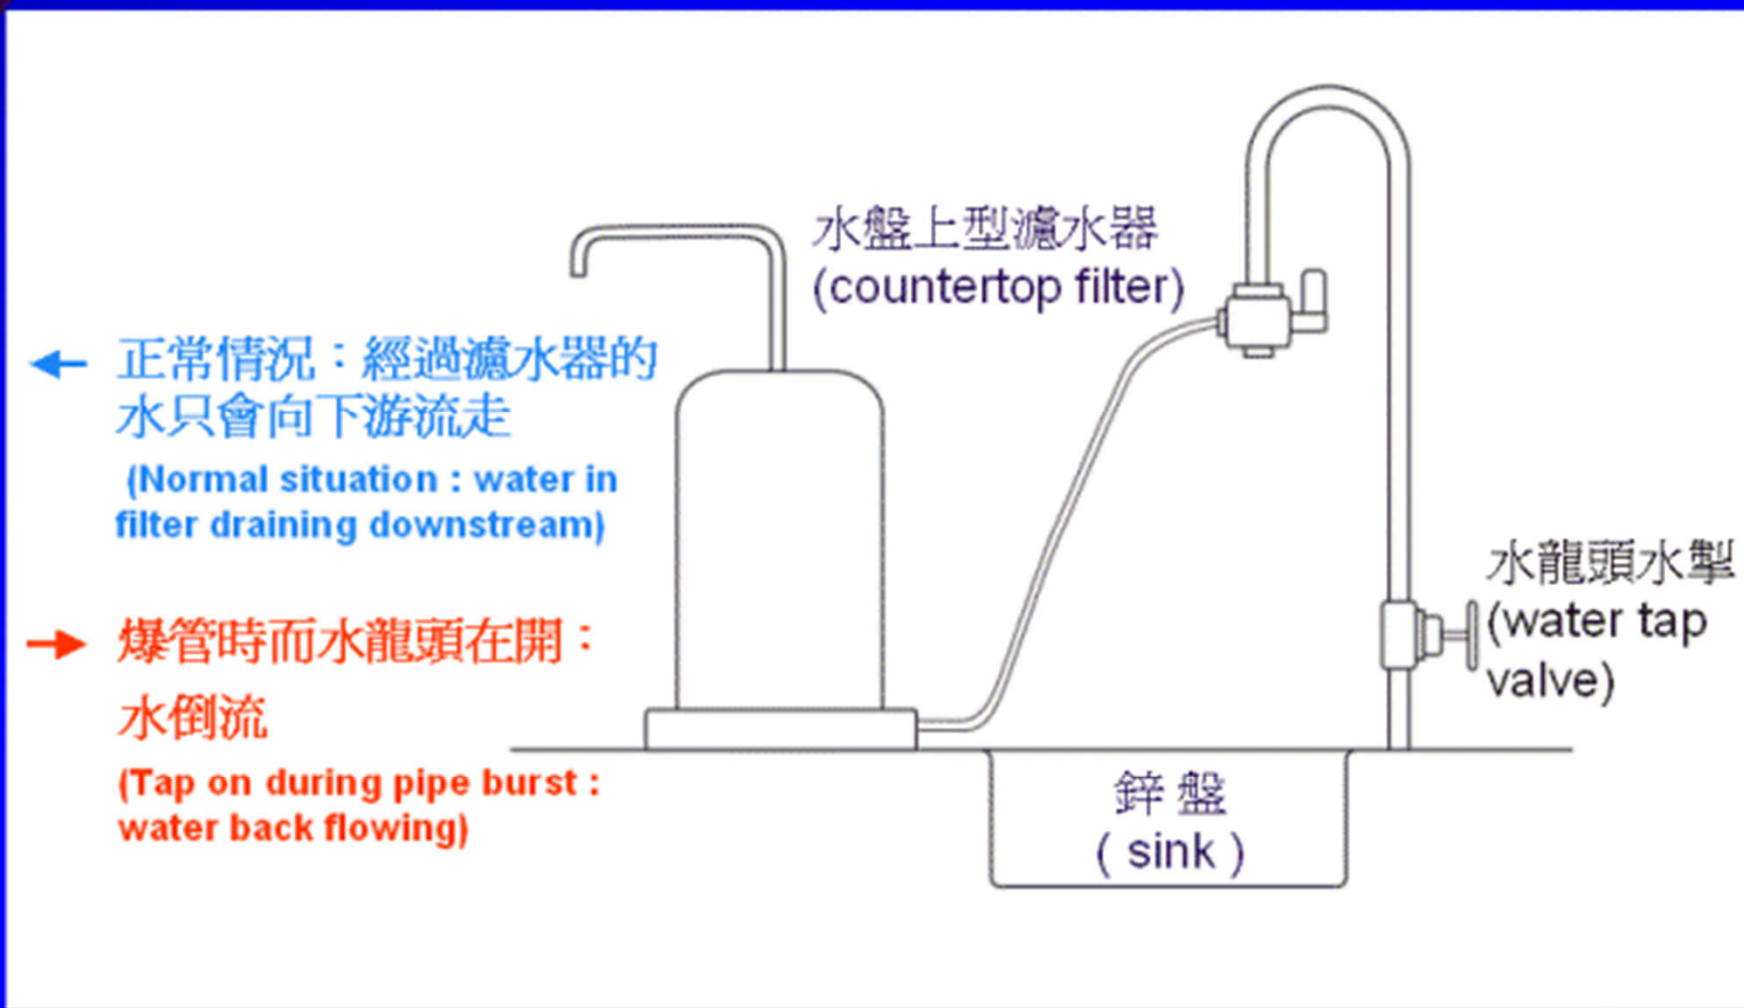 水盤上型濾水器
(countertop filter)
正常情況：經過濾水器的
水只會向下游流走
(Normal situation : water in
filter draining downstream)
水龍頭水掣
(water tap
valve)
爆管時而水龍頭在開：
水倒流
(Tap on during pipe burst :
water back flowing)
鋅盤
( sink )